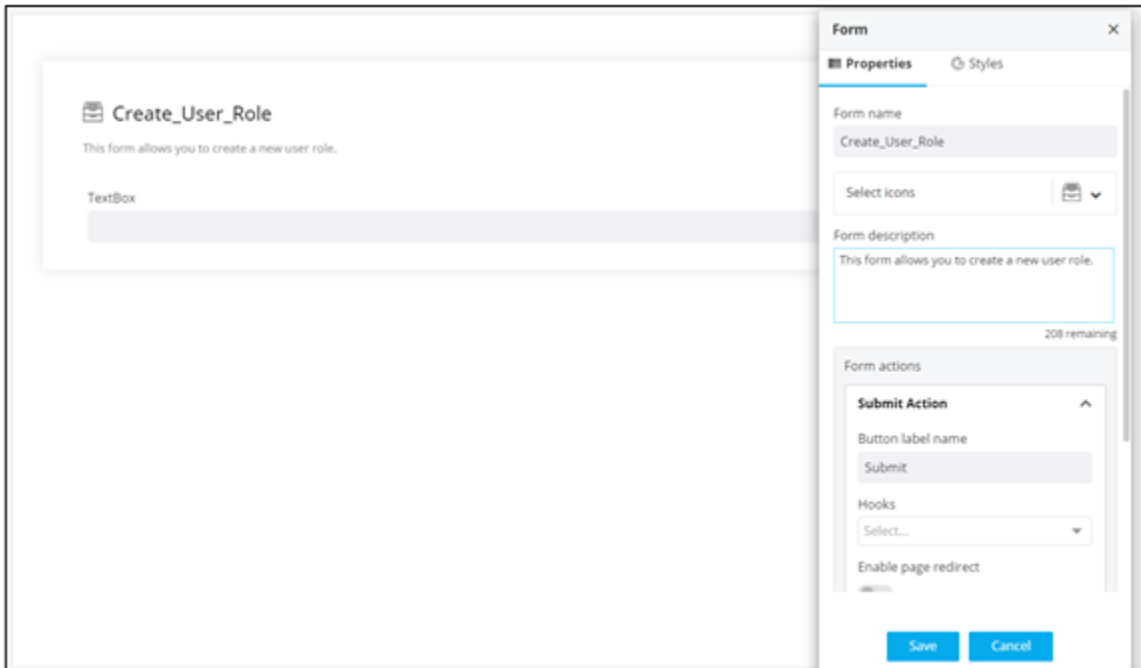 Create_User_Role
This form allows you to create a new user role.
TextBox
Form
Properties
Styles
Form name
Create_User_Role
Select icons
Form description
This form allows you to create a new user role.
208 remaining
Form actions
Submit Action
Button label name
Submit
Hooks
Select...
Enable page redirect
Save
Cancel